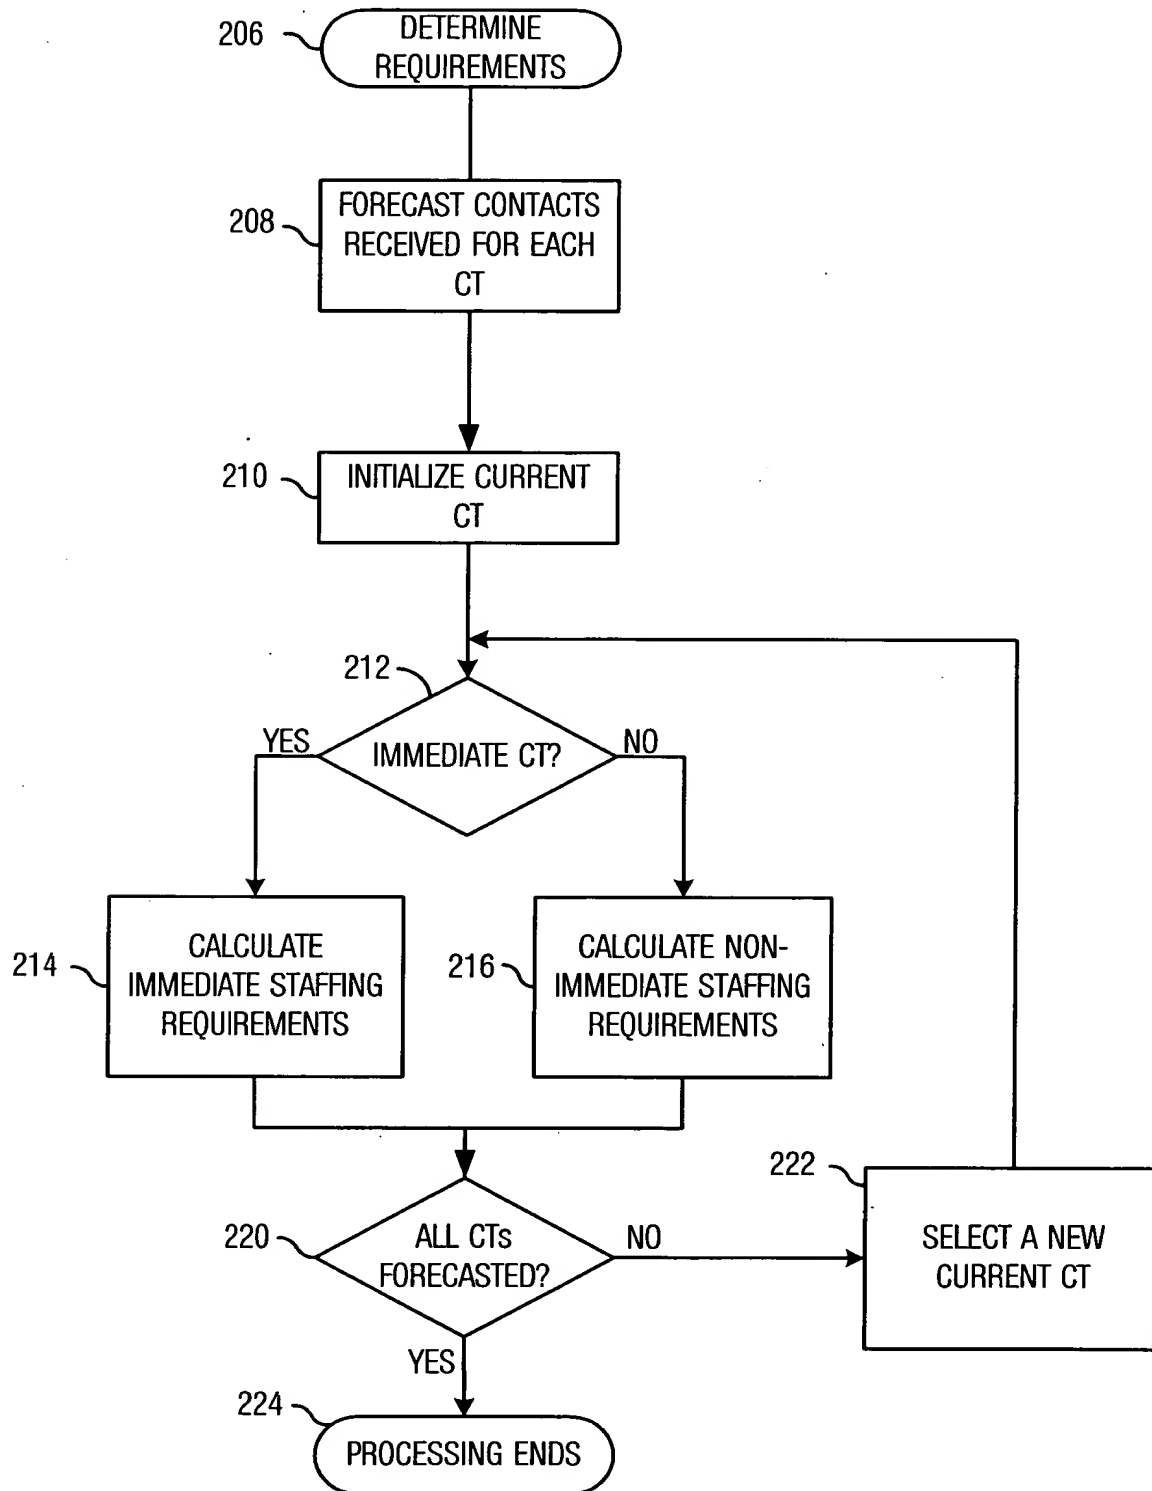 206
DETERMINE
REQUIREMENTS
208
FORECAST CONTACTS
RECEIVED FOR EACH
CT
210
INITIALIZE CURRENT
CT
212
YES
IMMEDIATE CT?
NO
214
CALCULATE
IMMEDIATE STAFFING
REQUIREMENTS
216
CALCULATE NON-
IMMEDIATE STAFFING
REQUIREMENTS
220
ALL CTs
FORECASTED?
NO
222
SELECT A NEW
CURRENT CT
YES
224
PROCESSING ENDS